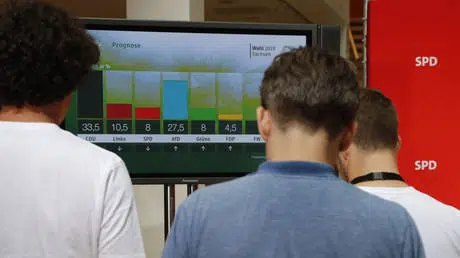 Prognose
Wahl 2019
Sachsen
33,5 10,5 8 27,5 8 4,5
CDU Linke SPD AfD Grüne FDP FW
SPD
SPD